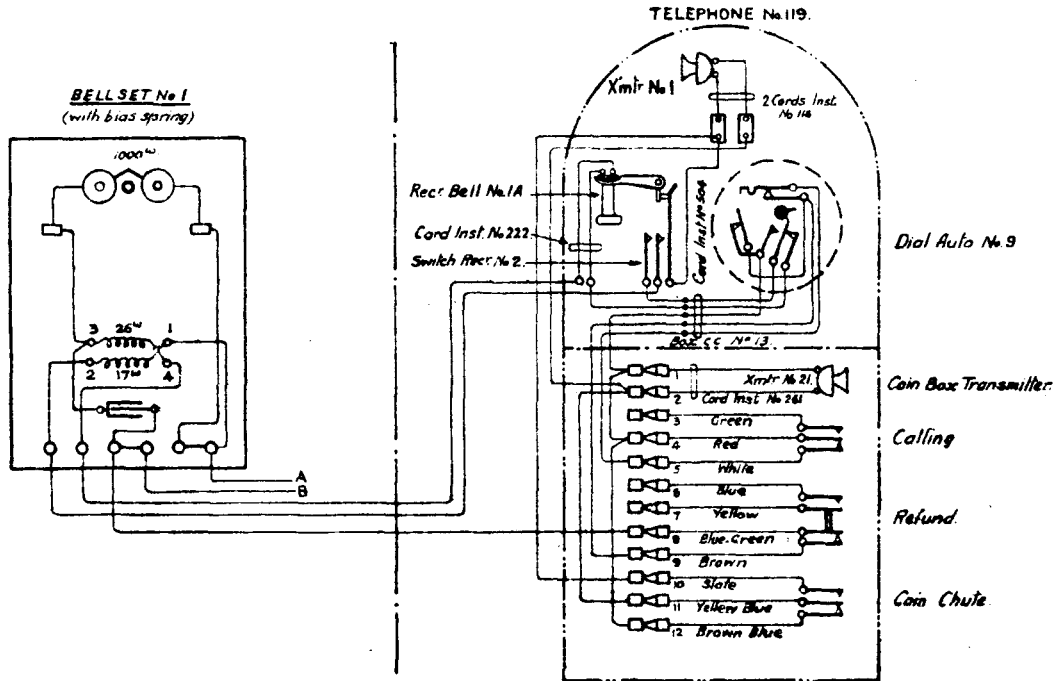 TELEPHONE No.119.
BELLSET No 1
(with bias spring)
1000ω
Xmtr No 1
2 Cords Inst.
No 118
Recr Bell No.1A
Cord Inst. No 222
Switch Recr No 2.
Cord Inst No 504
Dial Auto No.9
3 26ω 1
2 17ω 4
Box CC No 13.
A
B
1 Xmtr No 21.
2 Cord Inst No 261
Coin Box Transmitter.
3 Green
4 Red
5 White
Calling
6 Blue
7 Yellow
8 Blue.Green
9 Brown
Refund.
10 Slate
11 Yellow Blue
12 Brown Blue
Coin Chute.